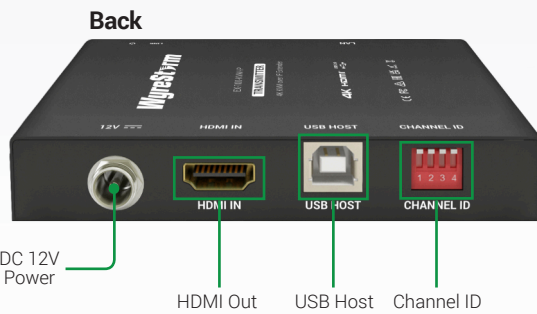 Back
WyreStorm
TRANSMITTER
4K HDMI
12V
HDMI IN
USB HOST
CHANNEL ID
1 2 3 4
HDMI IN
USB HOST
CHANNEL ID
DC 12V
Power
HDMI Out
USB Host
Channel ID